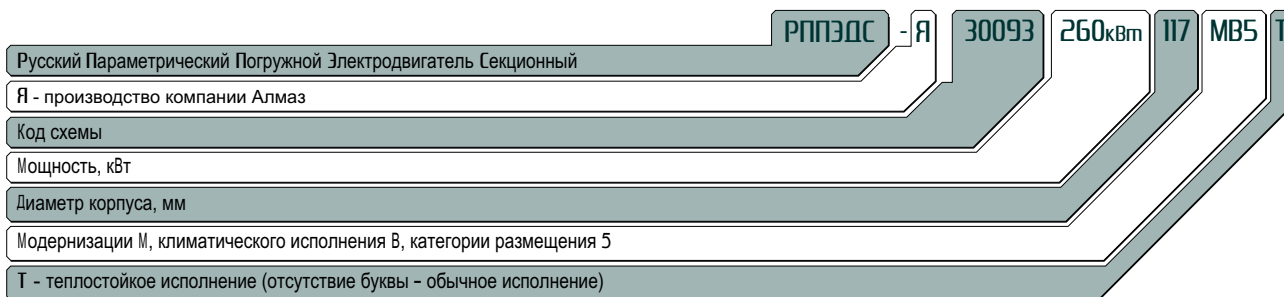 РППЭДС -Я 30093 260кВт 117 МВ5 Т
Русский Параметрический Погружной Электродвигатель Секционный
Я - производство компании Алмаз
Код схемы
Мощность, кВт
Диаметр корпуса, мм
Модернизации М, климатического исполнения В, категории размещения 5
Т - теплостойкое исполнение (отсутствие буквы - обычное исполнение)